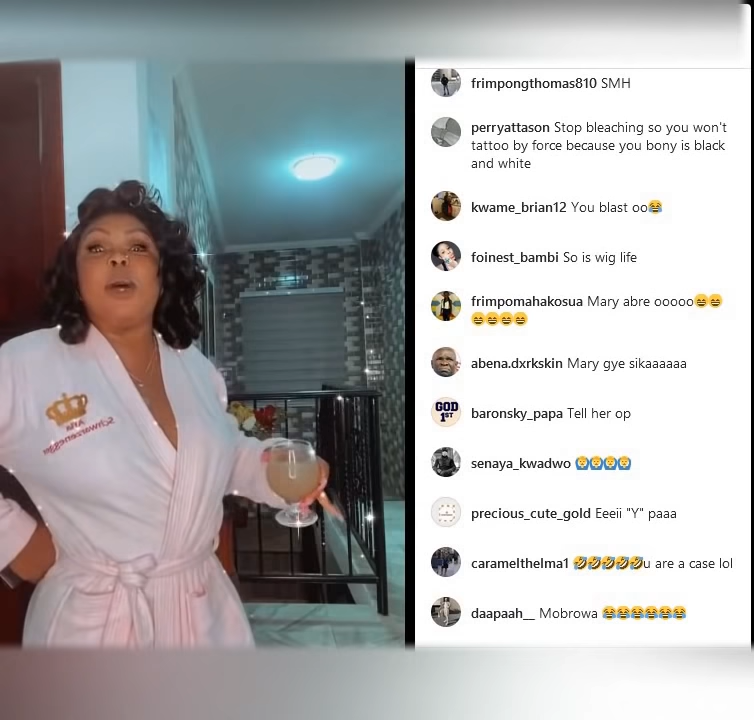 frimpongthomas810 SMH
perryattason Stop bleaching so you won't
tattoo by force because you bony is black
and white
kwame_brian12 You blast oo😂
foinest_bambi So is wig life
frimpomahakosua Mary abre ooooo😄😄
😄😄😄😄
abena.dxrkskin Mary gye sikaaaaaa
GOD
1ST
baronsky_papa Tell her op
senaya_kwadwo 🙆‍♂️🙆‍♂️🙆‍♂️🙆‍♂️
precious_cute_gold Eeeii "Y" paaa
caramelthelma1 🤣🤣🤣🤣🤣u are a case lol
daapaah__ Mobrowa 😂😂😂😂😂😂